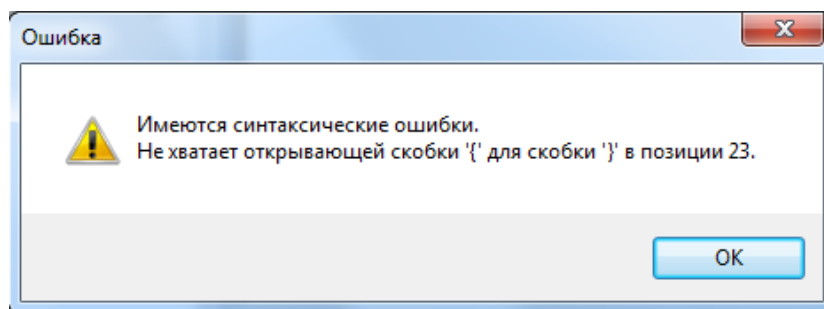 Ошибка
Имеются синтаксические ошибки.
Не хватает открывающей скобки '{' для скобки '}' в позиции 23.
OK